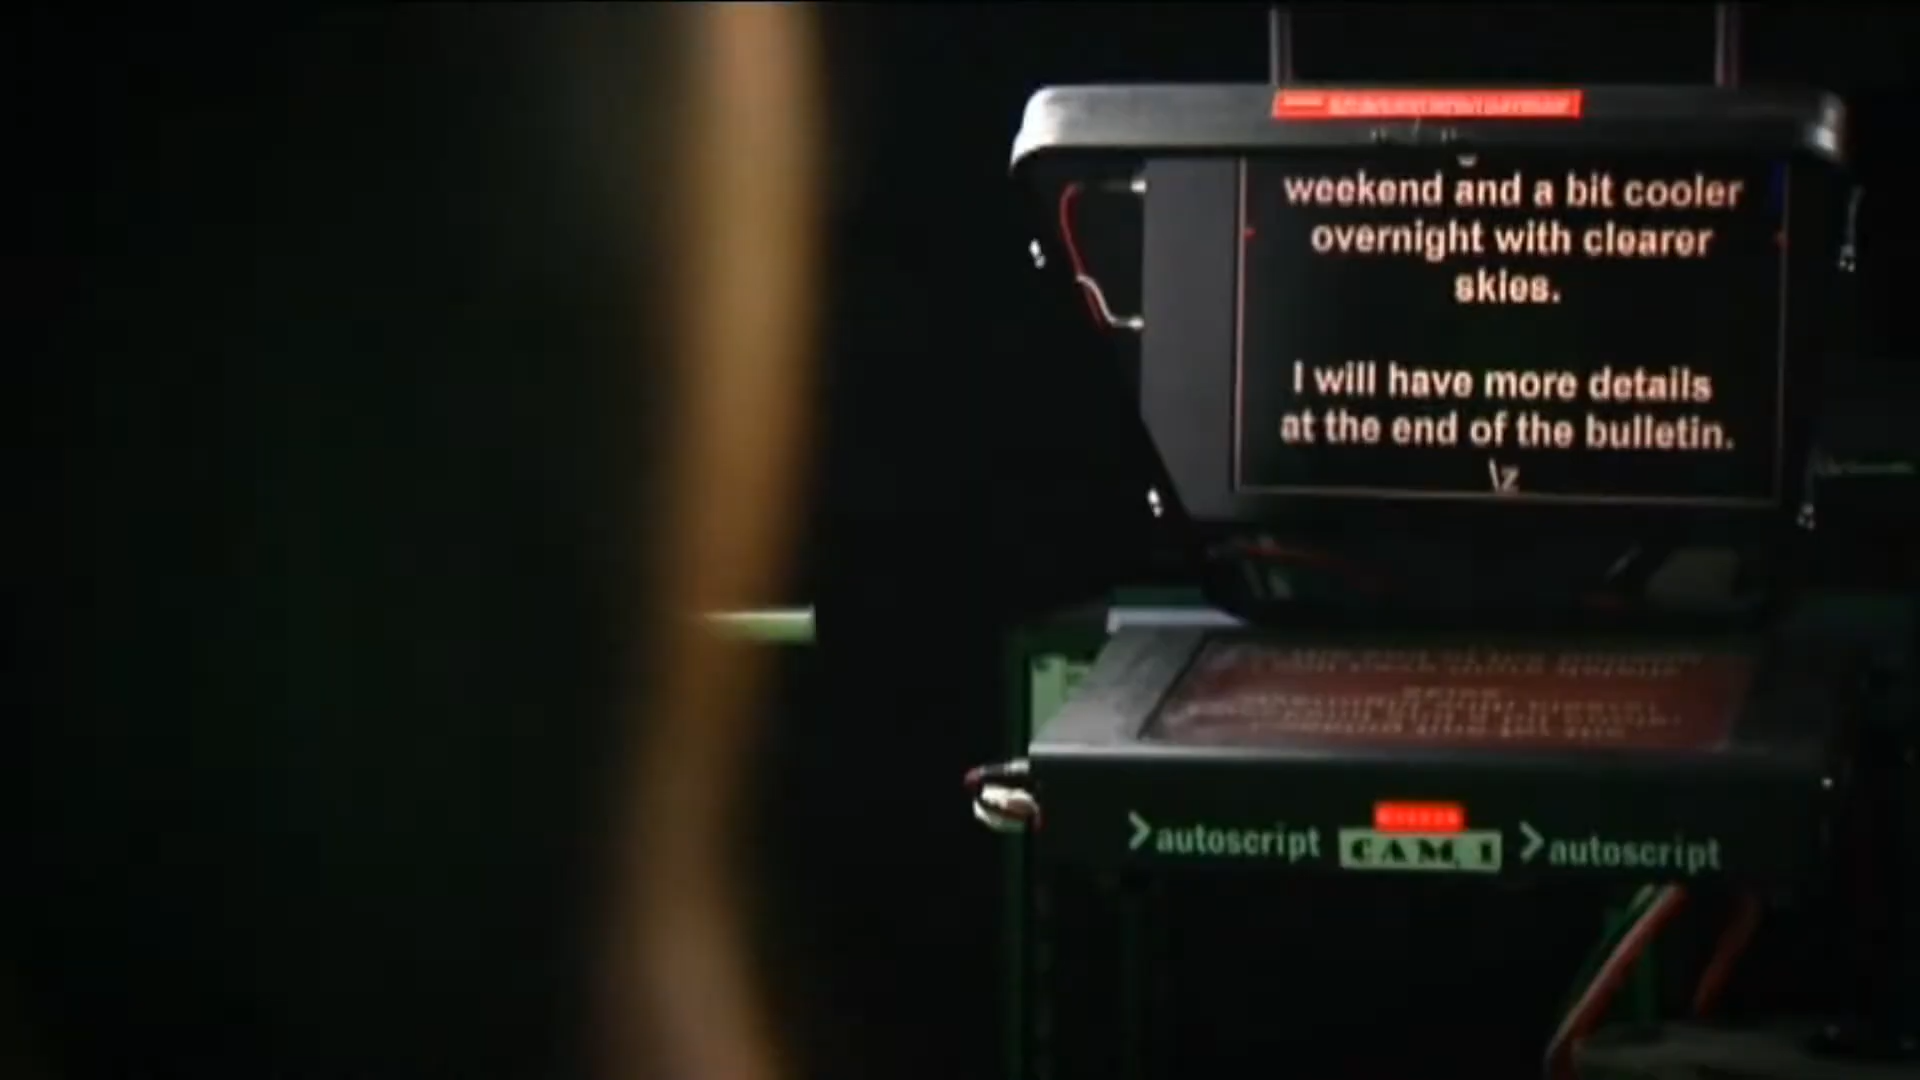 weekend and a bit cooler
overnight with clearer
skies.
I will have more details
at the end of the bulletin.
\z
>autoscript CAM 1 >autoscript